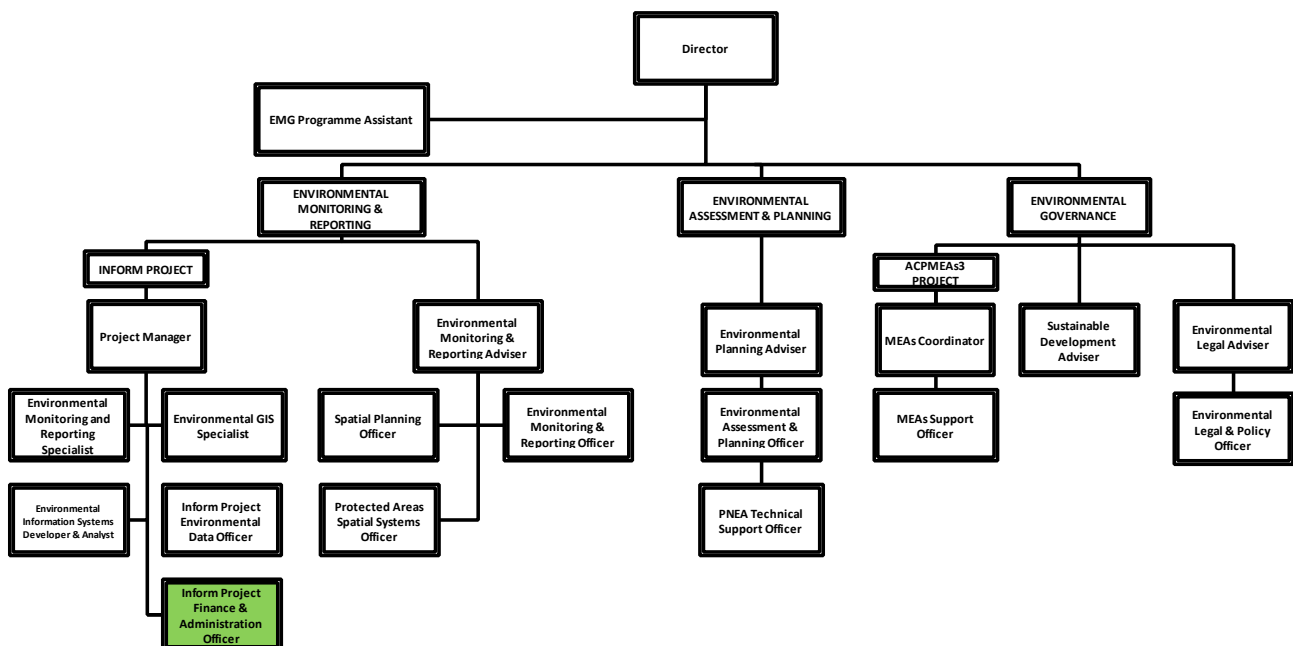 Director
EMG Programme Assistant
ENVIRONMENTAL
MONITORING &
REPORTING
ENVIRONMENTAL
ASSESSMENT & PLANNING
ENVIRONMENTAL
GOVERNANCE
INFORM PROJECT
ACPMEAs3
PROJECT
Project Manager
Environmental
Monitoring &
Reporting Adviser
Environmental
Planning Adviser
MEAs Coordinator
Sustainable
Development
Adviser
Environmental
Legal Adviser
Environmental
Monitoring and
Reporting
Specialist
Environmental GIS
Specialist
Spatial Planning
Officer
Environmental
Monitoring &
Reporting Officer
Environmental
Assessment &
Planning Officer
MEAs Support
Officer
Environmental
Legal & Policy
Officer
Environmental
Information Systems
Developer & Analyst
Inform Project
Environmental
Data Officer
Protected Areas
Spatial Systems
Officer
PNEA Technical
Support Officer
Inform Project
Finance &
Administration
Officer